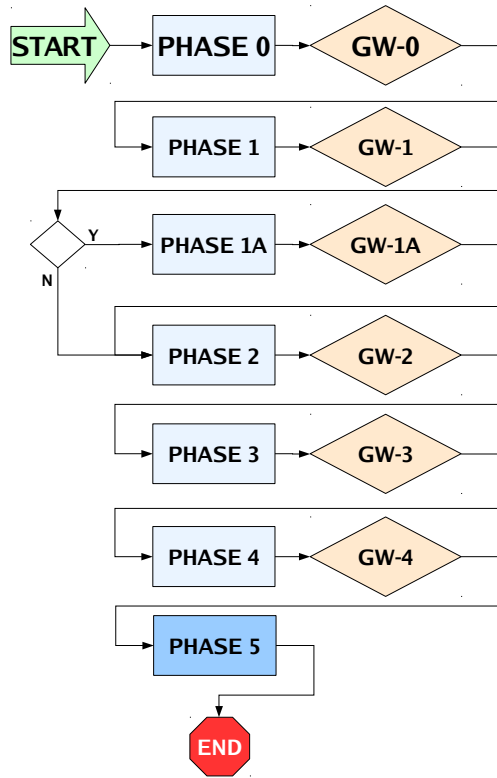 START
PHASE 0
GW-0
PHASE 1
GW-1
Y
PHASE 1A
GW-1A
N
PHASE 2
GW-2
PHASE 3
GW-3
PHASE 4
GW-4
PHASE 5
END